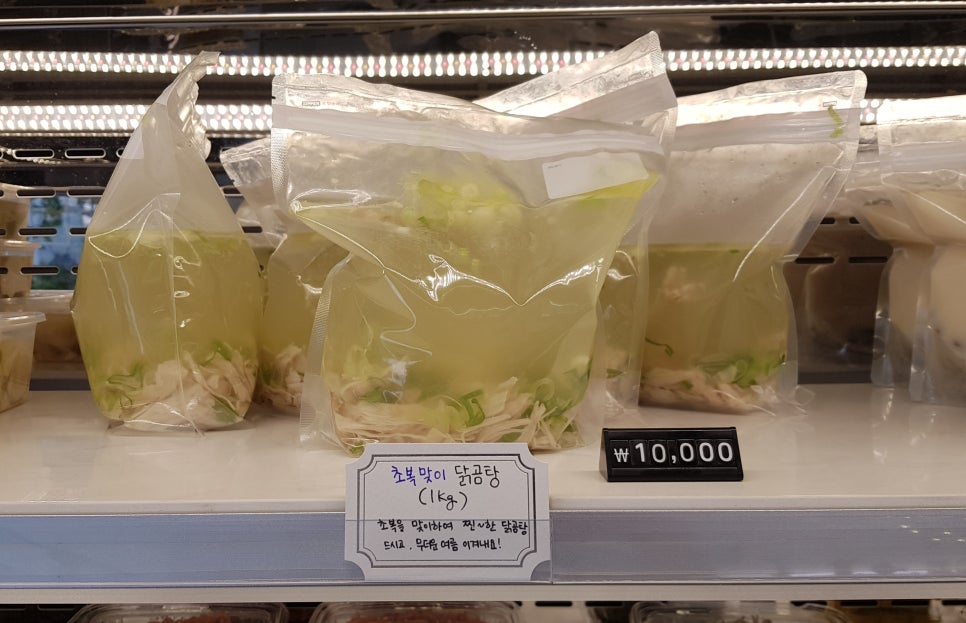 ₩10,000
초복맞이 닭곰탕
(1kg)
초복을 맞이하여 찐~한 닭곰탕
드시고, 무더운 여름 이겨내요!